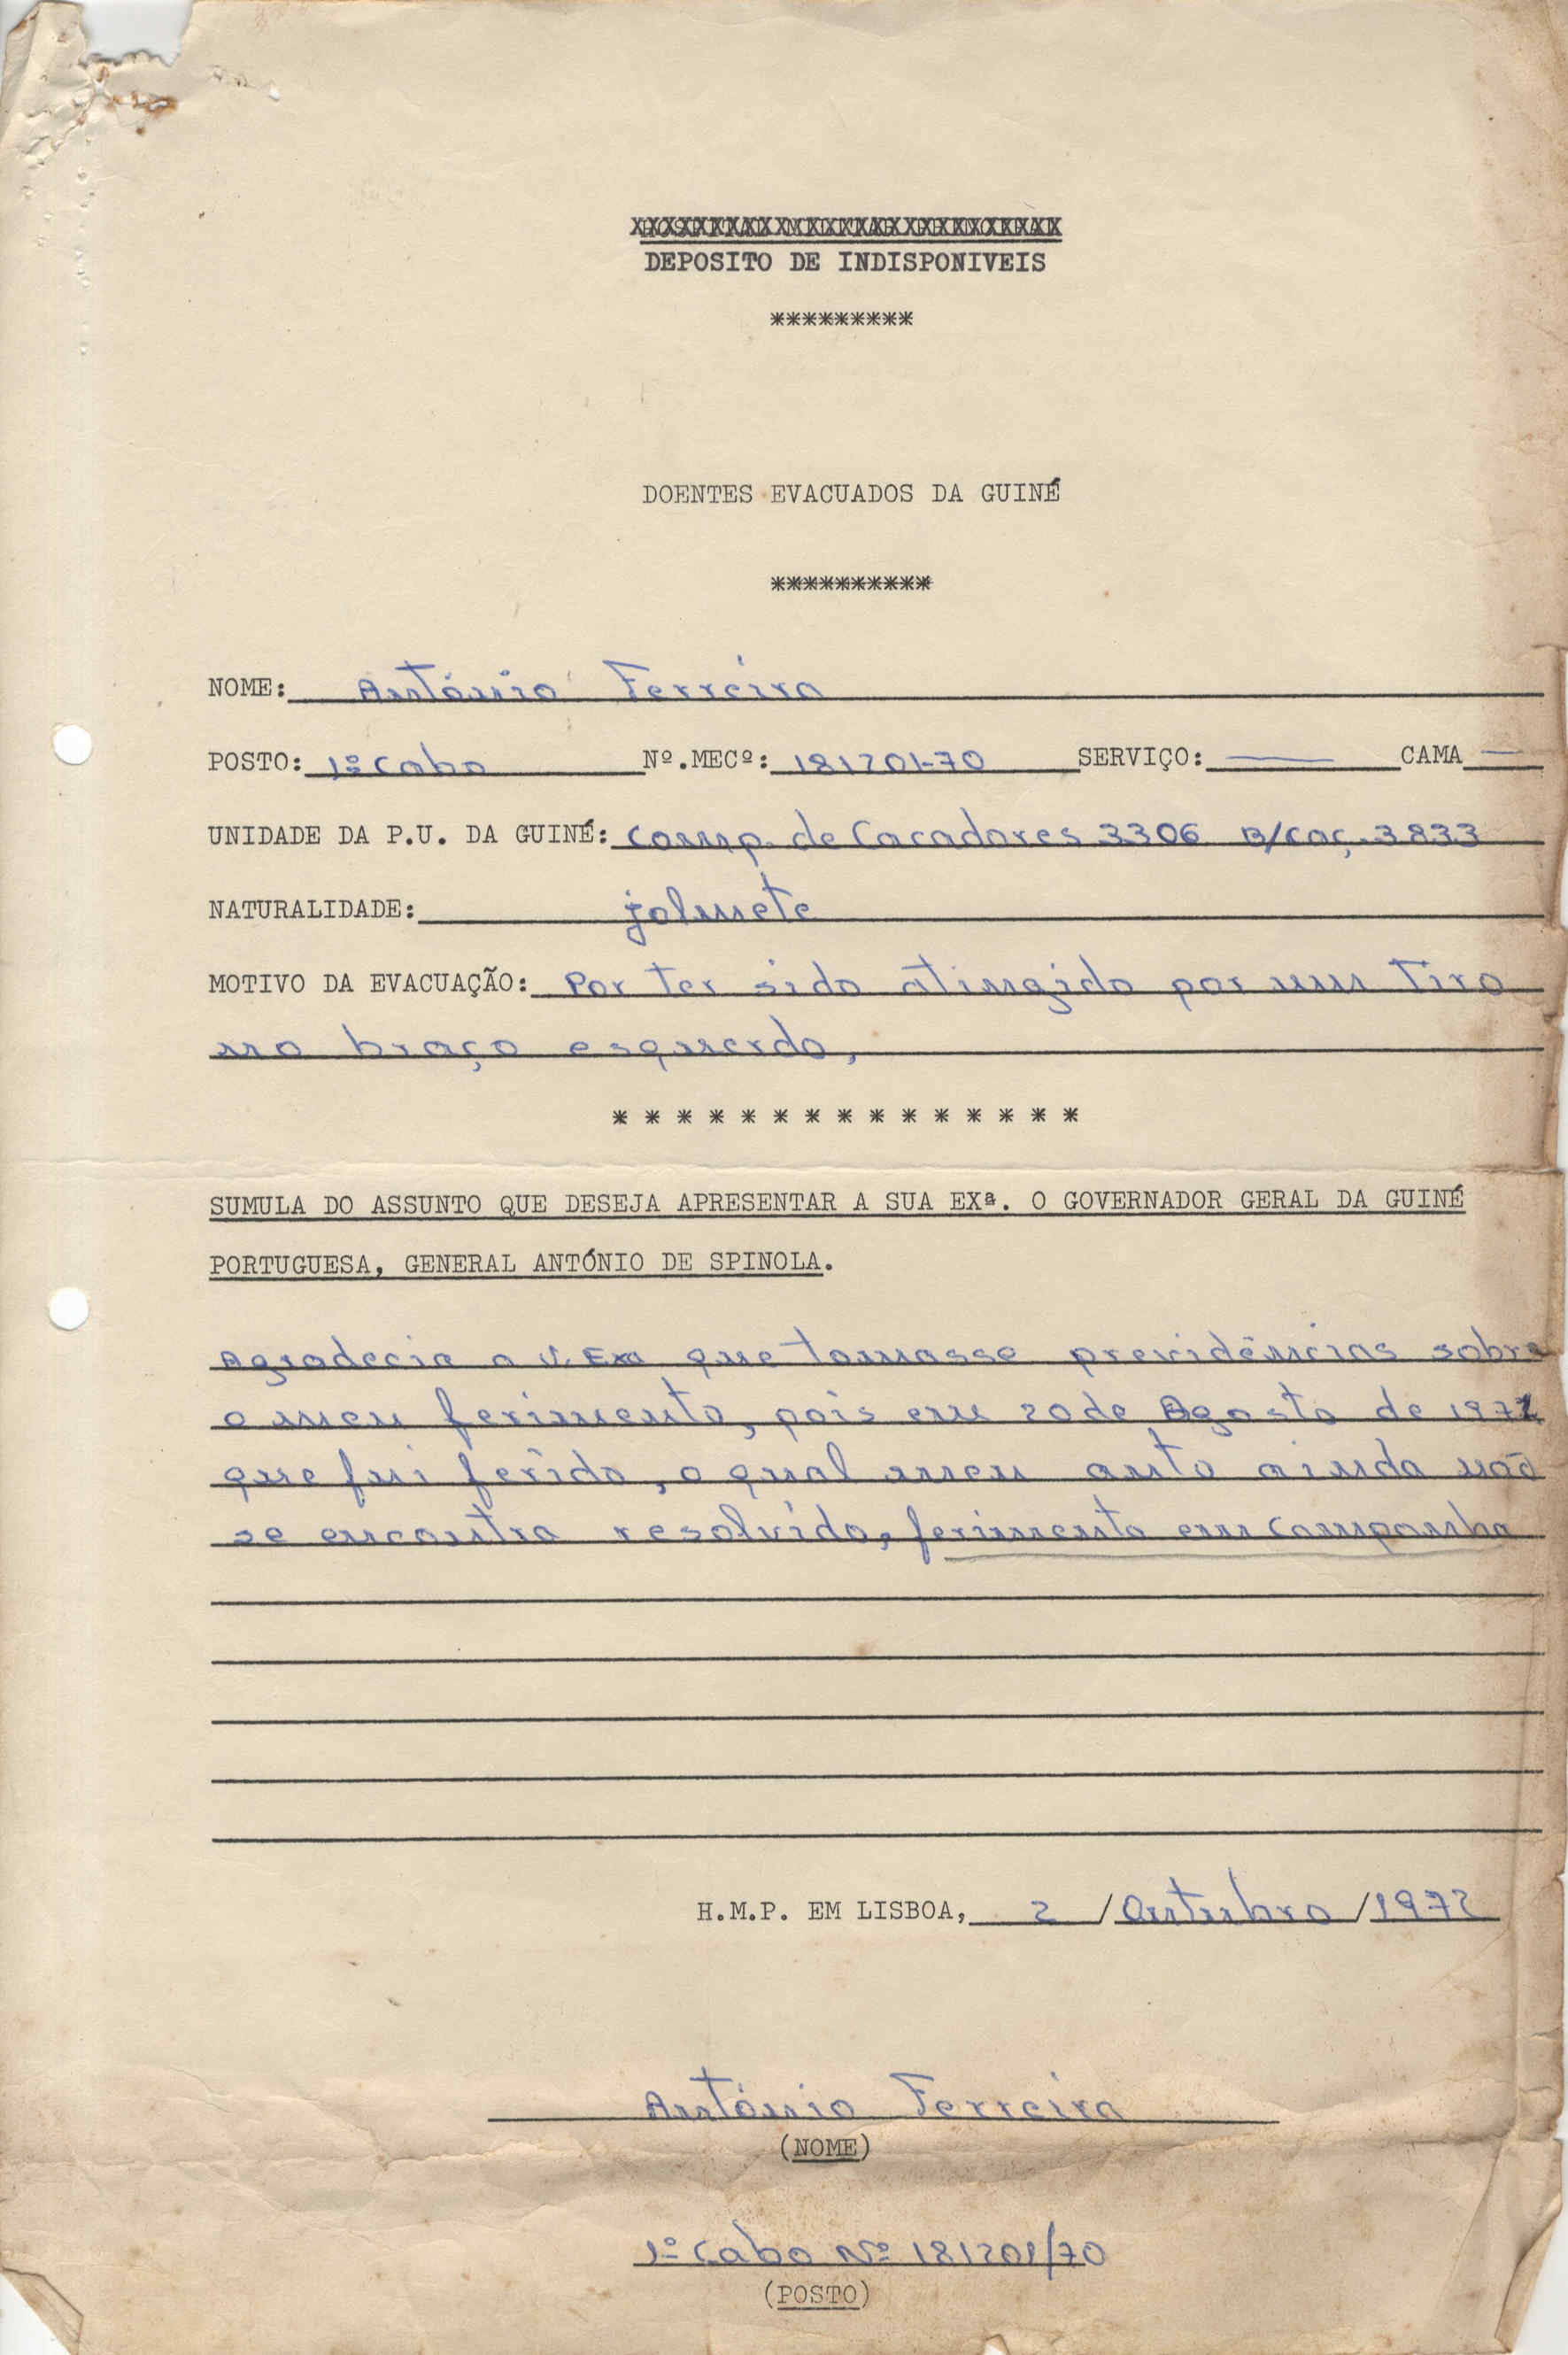 DEPOSITO DE INDISPONIVEIS
*********
DOENTES EVACUADOS DA GUINÉ
**********
NOME: António Ferreira
POSTO: 1º Cabo Nº.MECº: 181201-70 SERVIÇO: — CAMA —
UNIDADE DA P.U. DA GUINÉ: Comp. de Cacadores 3306 B/Caç. 3833
NATURALIDADE: jolmete
MOTIVO DA EVACUAÇÃO: Por ter sido atingido por um Tiro
no braço esquerdo,
* * * * * * * * * * * * * * *
SUMULA DO ASSUNTO QUE DESEJA APRESENTAR A SUA EXª. O GOVERNADOR GERAL DA GUINÉ
PORTUGUESA, GENERAL ANTÓNIO DE SPINOLA.
Agradecia a V. Exa que tomasse previdências sobre
o meu ferimento, pois em 20 de Agosto de 1971
que fui ferido, o qual meu auto ainda não
se encontra resolvido, ferimento em campanha
H.M.P. EM LISBOA, 2 / Outubro / 1972
António Ferreira
(NOME)
1º Cabo Nº 181201/70
(POSTO)